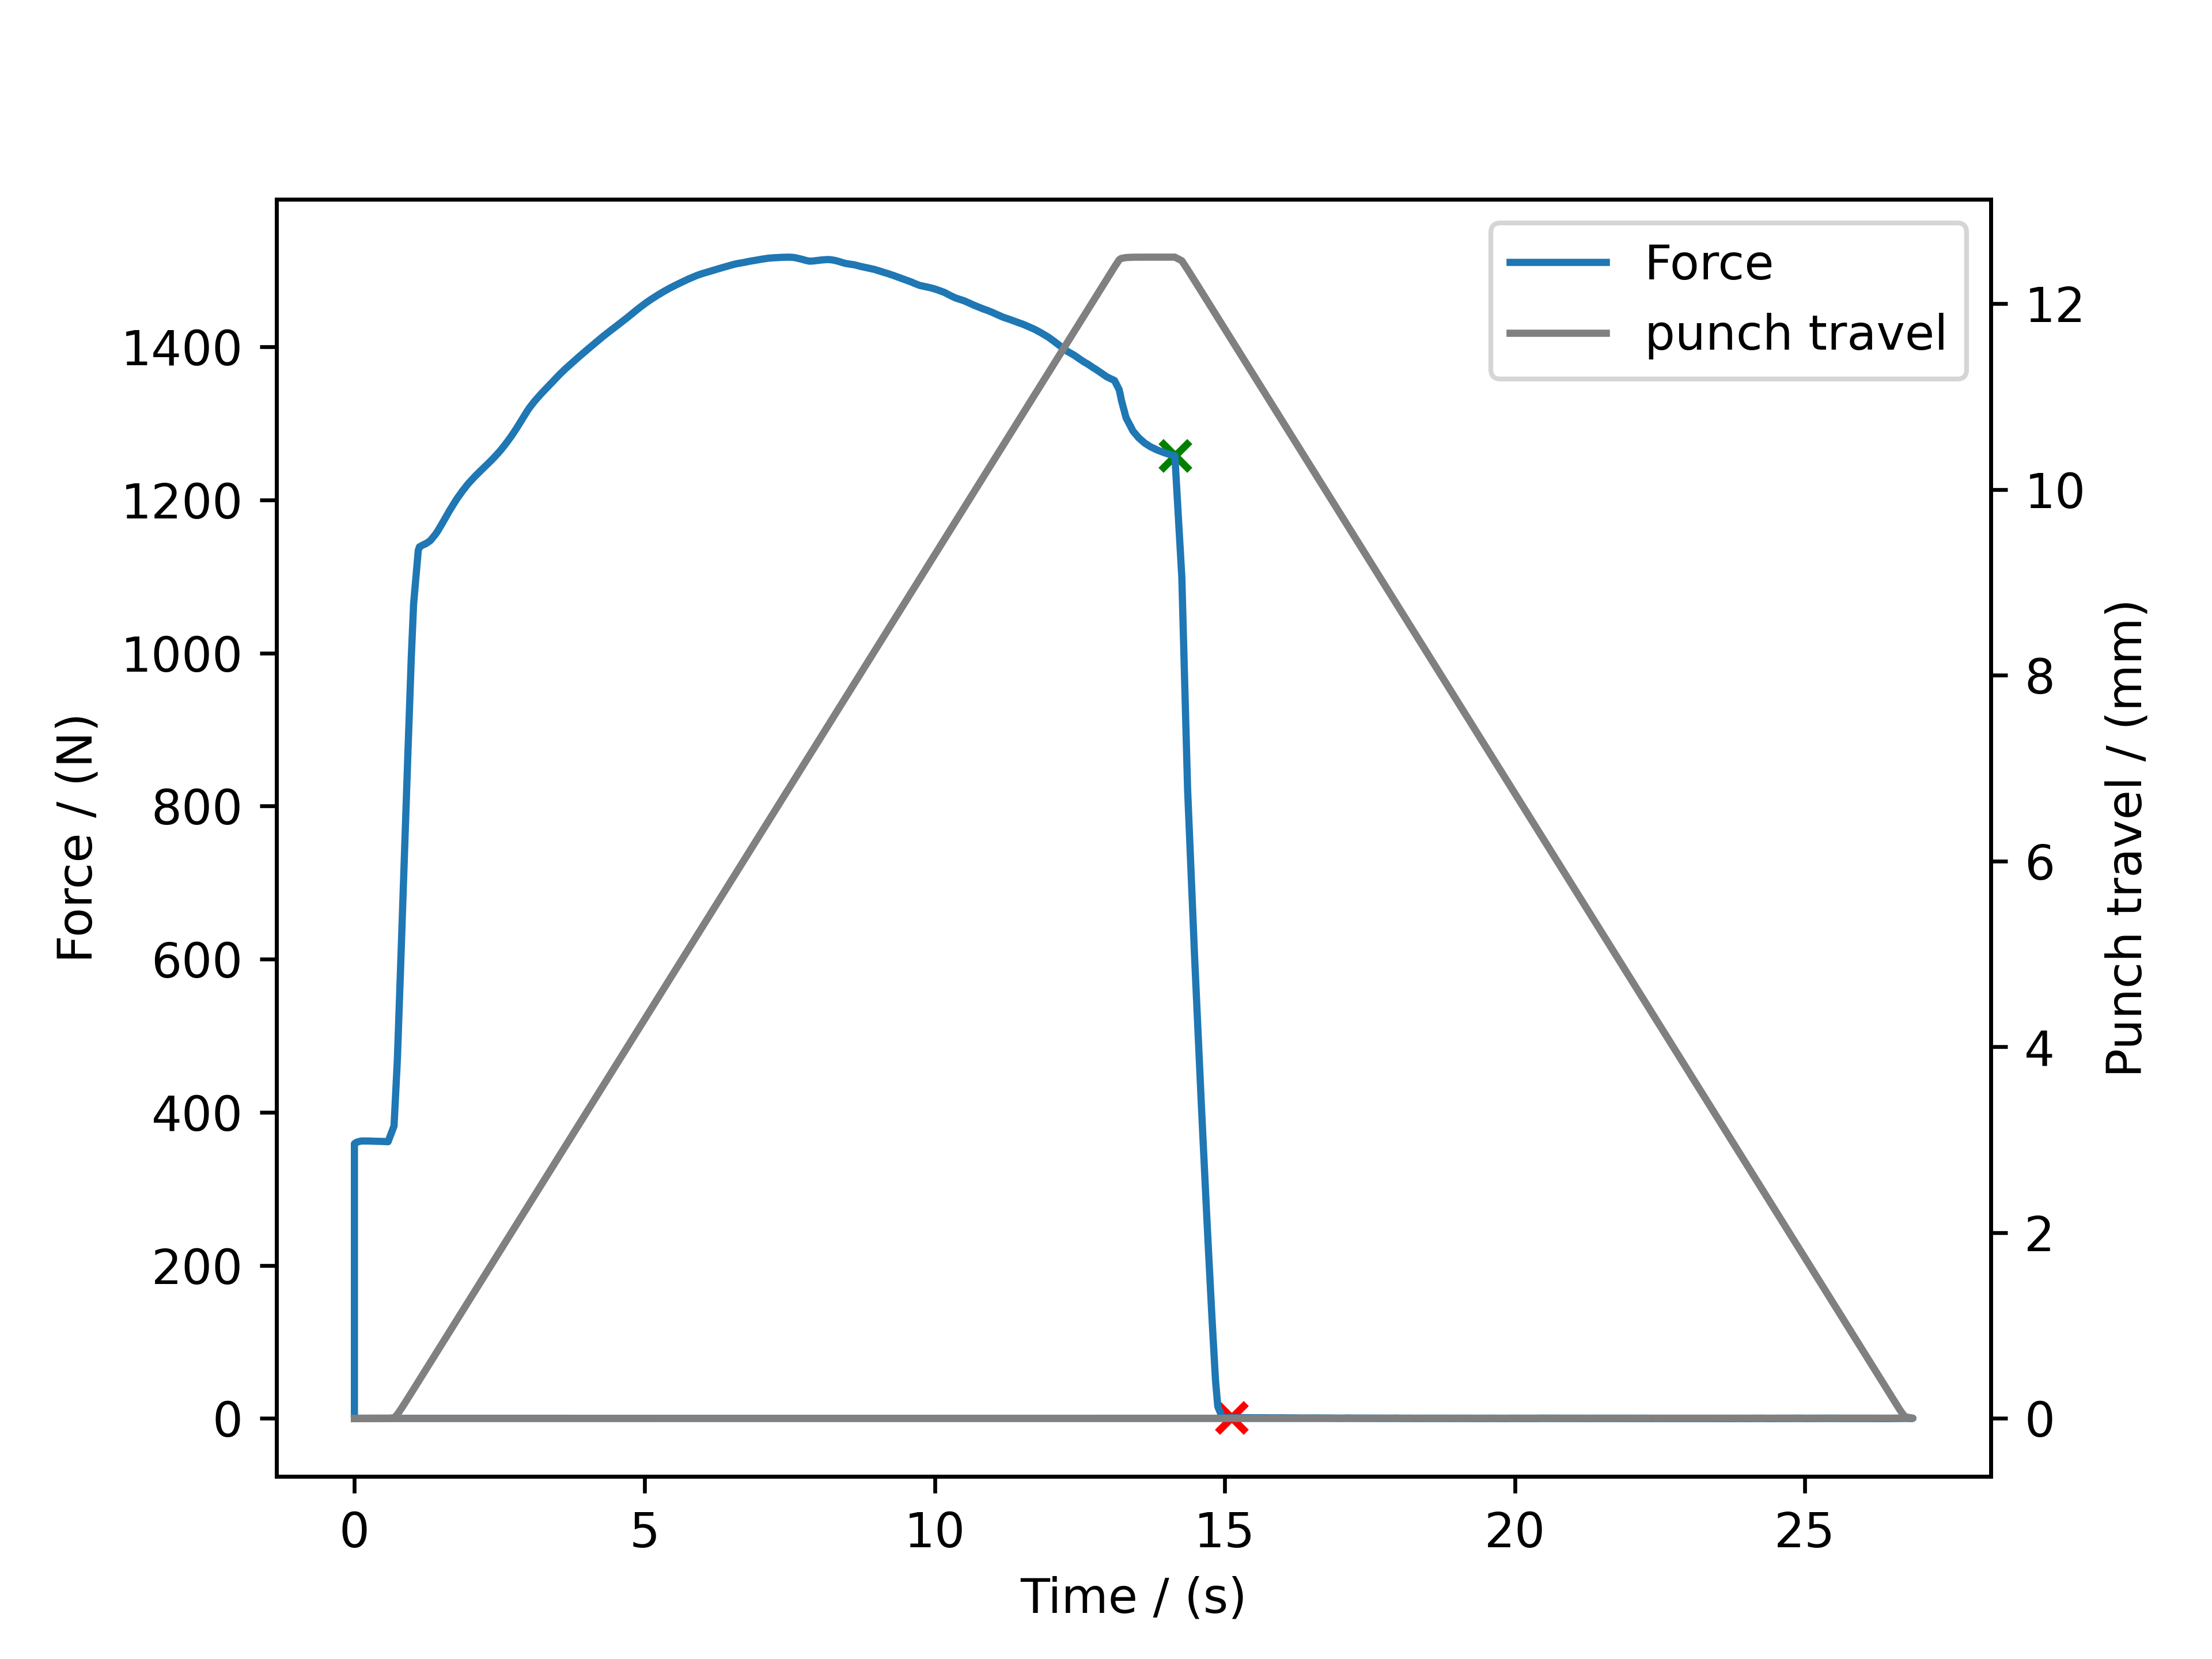 Force
punch travel
1400
1200
1000
800
600
400
200
0
Force / (N)
12
10
8
6
4
2
0
Punch travel / (mm)
0 5 10 15 20 25
Time / (s)